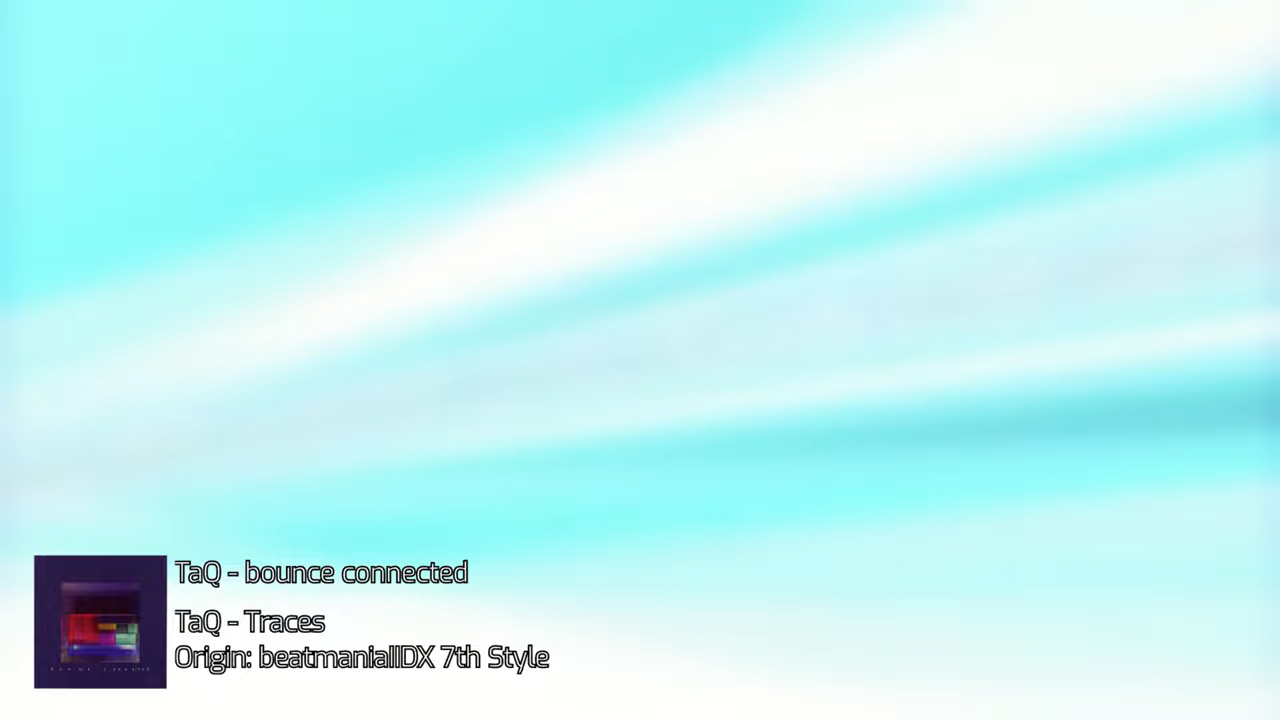 TaQ - bounce connected
TaQ - Traces
Origin: beatmaniaIIDX 7th Style